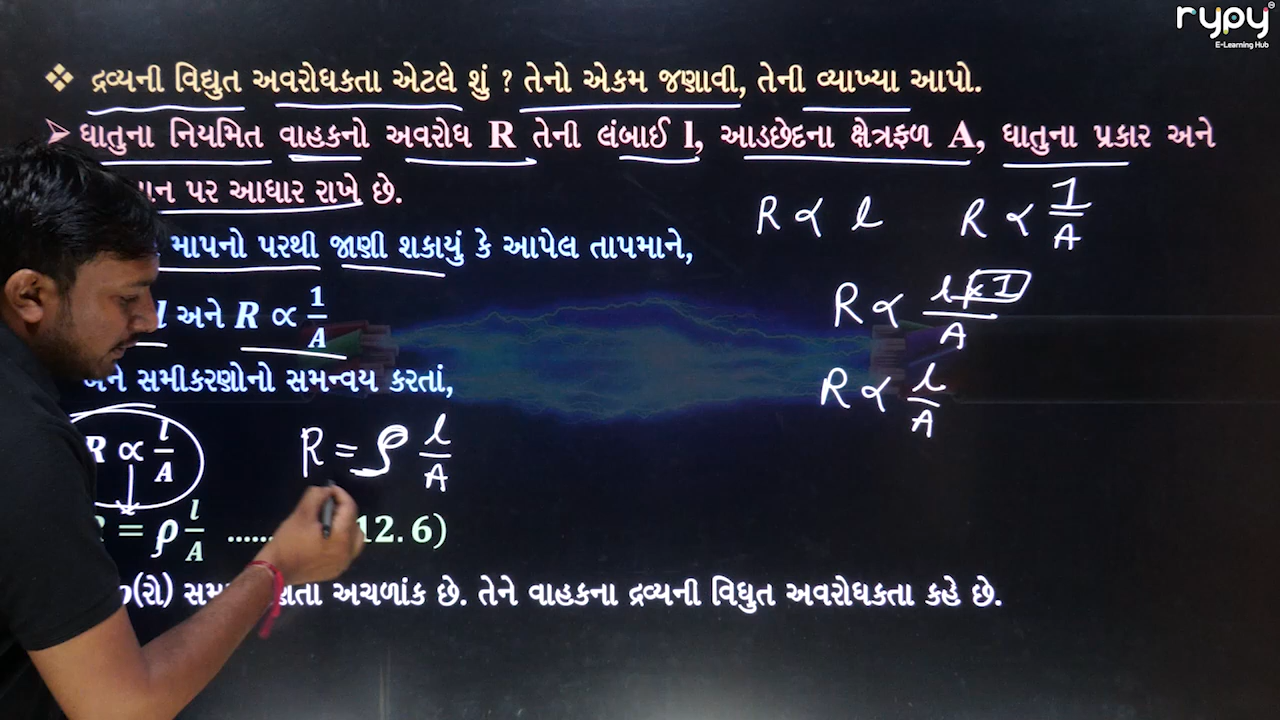 rypy
E-Learning Hub
❖ દ્રવ્યની વિદ્યુત અવરોધકતા એટલે શું ? તેનો એકમ જણાવી, તેની વ્યાખ્યા આપો.
➢ ધાતુના નિયમિત વાહકનો અવરોધ R તેની લંબાઈ l, આડછેદના ક્ષેત્રફળ A, ધાતુના પ્રકાર અને
પર આધાર રાખે છે.
R ∝ l R ∝ 1/A
માપનો પરથી જાણી શકાયું કે આપેલ તાપમાને,
l અને R ∝ 1/A
R ∝ l×1/A
સમીકરણોનો સમન્વય કરતાં,
R ∝ l/A
R ∝ l/A
R = ρ l/A
= ρ l/A ........ 12.6)
(રો) અચળાંક છે. તેને વાહકના દ્રવ્યની વિદ્યુત અવરોધકતા કહે છે.